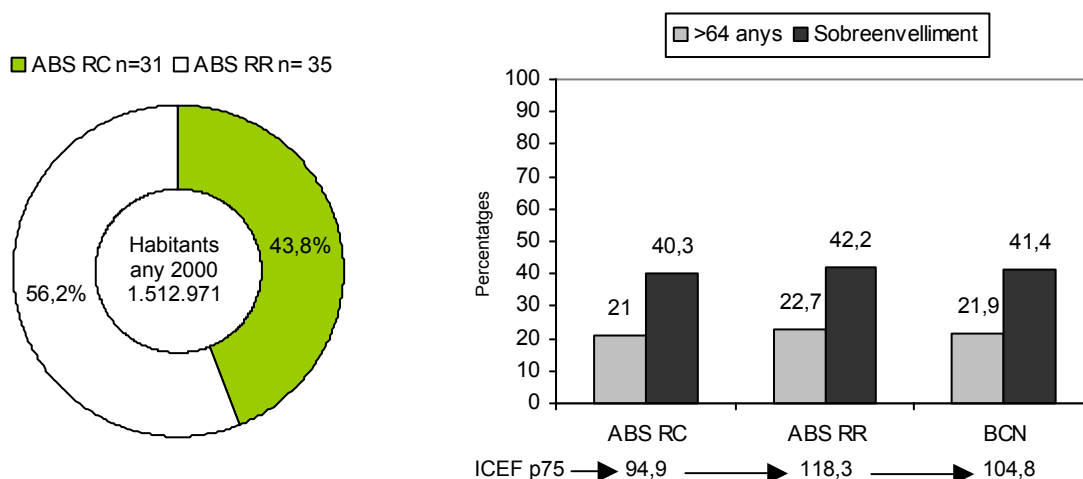 ABS RC n=31 ABS RR n= 35
Habitants
any 2000
1.512.971
43,8%
56,2%
>64 anys Sobreenvelliment
Percentatges
100
90
80
70
60
50
40
30
20
10
0
21
40,3
22,7
42,2
21,9
41,4
ABS RC ABS RR BCN
ICEF p75 94,9 118,3 104,8